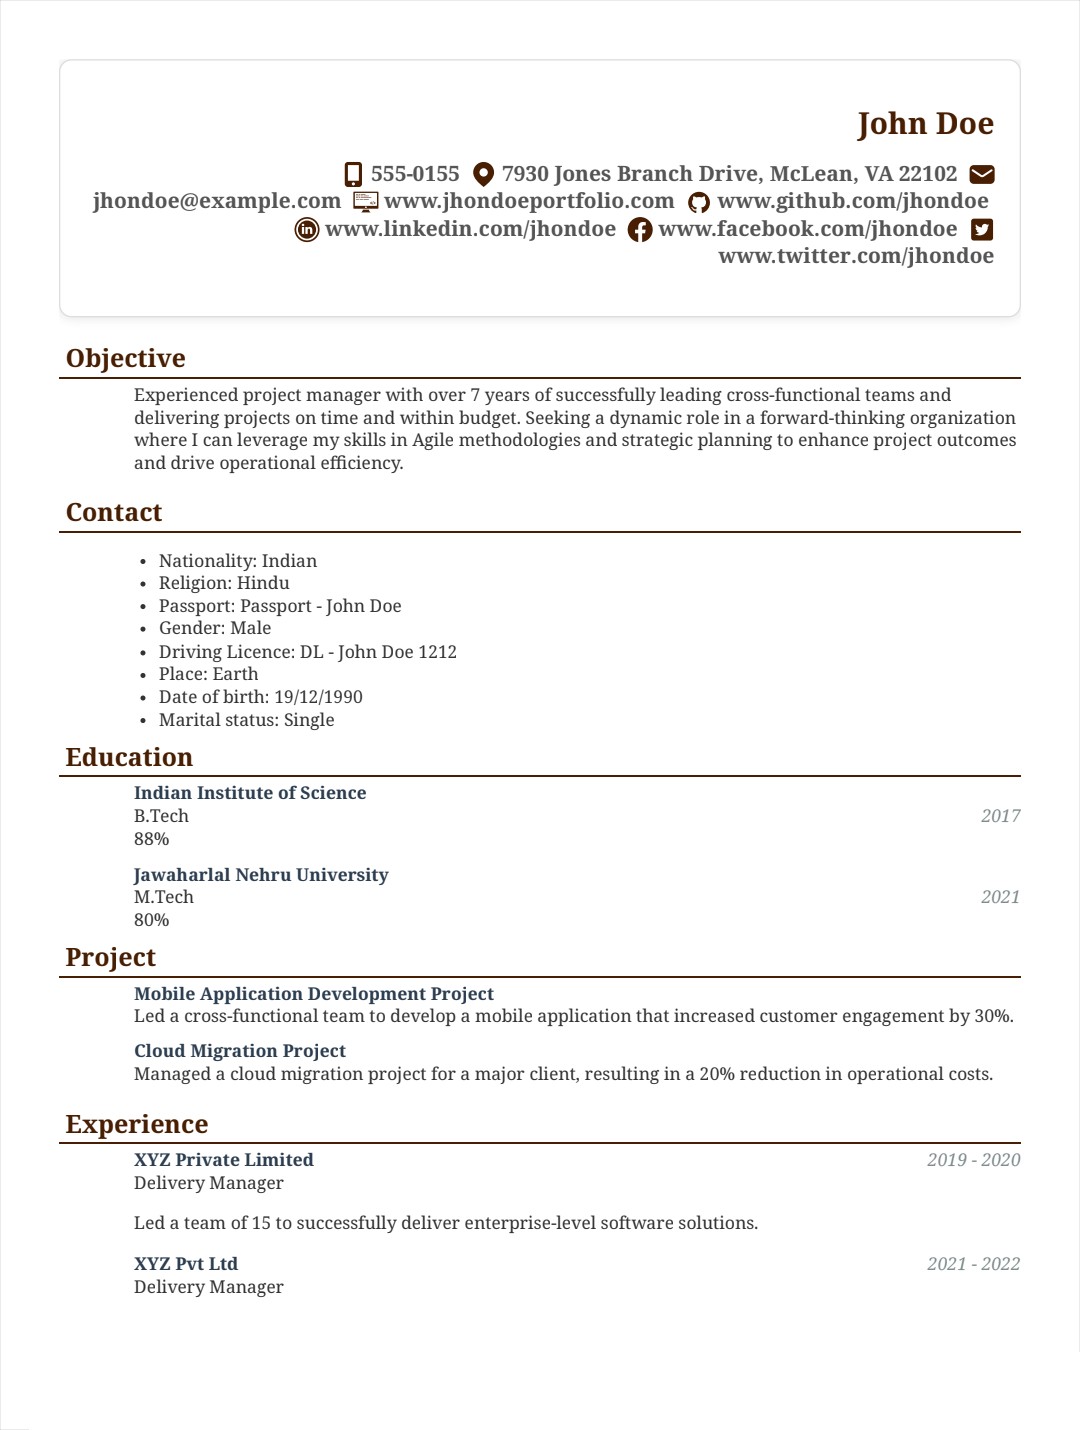 John Doe
555-0155 7930 Jones Branch Drive, McLean, VA 22102
jhondoe@example.com www.jhondoeportfolio.com www.github.com/jhondoe
www.linkedin.com/jhondoe www.facebook.com/jhondoe
www.twitter.com/jhondoe
Objective
Experienced project manager with over 7 years of successfully leading cross-functional teams and
delivering projects on time and within budget. Seeking a dynamic role in a forward-thinking organization
where I can leverage my skills in Agile methodologies and strategic planning to enhance project outcomes
and drive operational efficiency.
Contact
• Nationality: Indian
• Religion: Hindu
• Passport: Passport - John Doe
• Gender: Male
• Driving Licence: DL - John Doe 1212
• Place: Earth
• Date of birth: 19/12/1990
• Marital status: Single
Education
Indian Institute of Science
B.Tech 2017
88%
Jawaharlal Nehru University
M.Tech 2021
80%
Project
Mobile Application Development Project
Led a cross-functional team to develop a mobile application that increased customer engagement by 30%.
Cloud Migration Project
Managed a cloud migration project for a major client, resulting in a 20% reduction in operational costs.
Experience
XYZ Private Limited 2019 - 2020
Delivery Manager
Led a team of 15 to successfully deliver enterprise-level software solutions.
XYZ Pvt Ltd 2021 - 2022
Delivery Manager